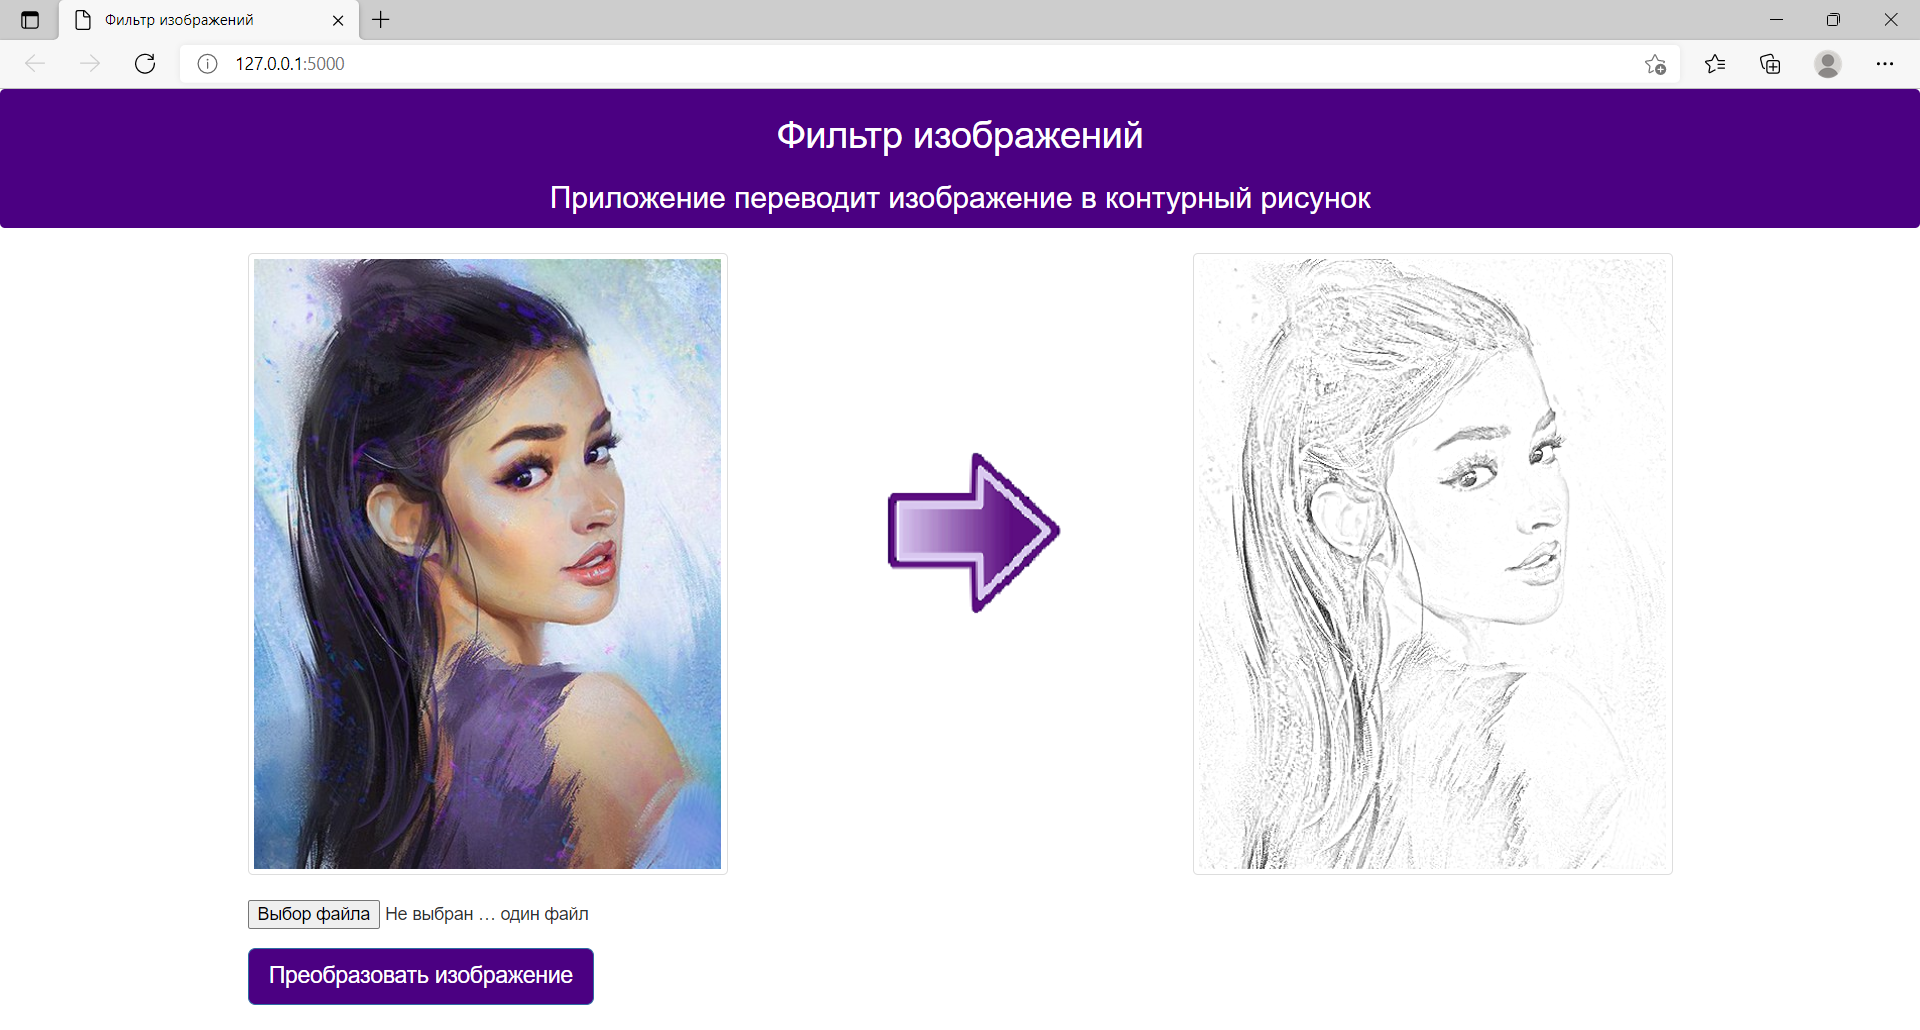 Фильтр изображений
127.0.0.1:5000
Фильтр изображений
Приложение переводит изображение в контурный рисунок
Выбор файла Не выбран … один файл
Преобразовать изображение